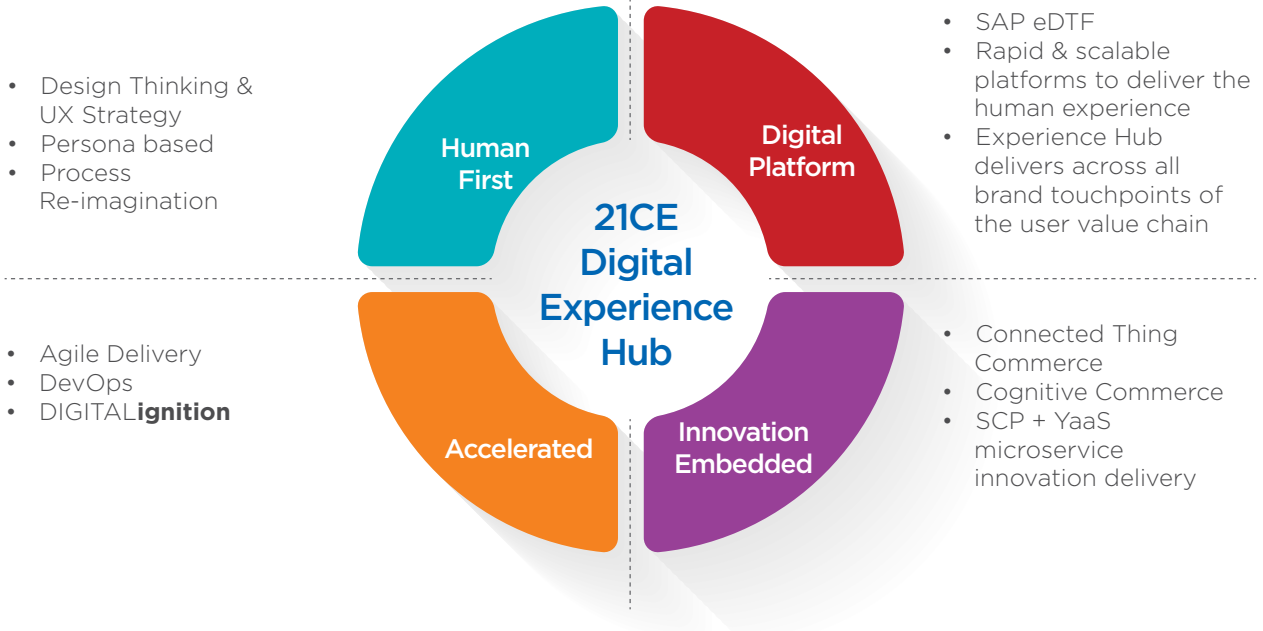 • Design Thinking &
UX Strategy
• Persona based
• Process
Re-imagination
Human
First
Digital
Platform
• SAP eDTF
• Rapid & scalable
platforms to deliver the
human experience
• Experience Hub
delivers across all
brand touchpoints of
the user value chain
21CE
Digital
Experience
Hub
• Agile Delivery
• DevOps
• DIGITALignition
Accelerated
Innovation
Embedded
• Connected Thing
Commerce
• Cognitive Commerce
• SCP + YaaS
microservice
innovation delivery